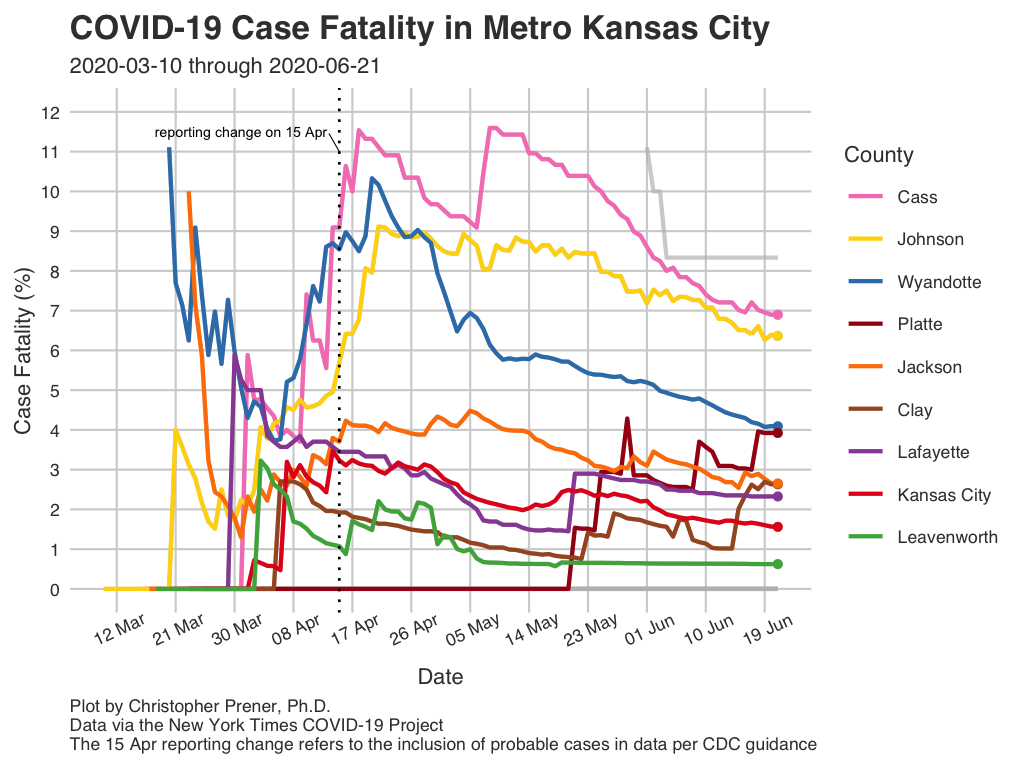 COVID-19 Case Fatality in Metro Kansas City
2020-03-10 through 2020-06-21
12
11
10
9
8
7
6
5
4
3
2
1
0
Case Fatality (%)
reporting change on 15 Apr
12 Mar
21 Mar
30 Mar
08 Apr
17 Apr
26 Apr
05 May
14 May
23 May
01 Jun
10 Jun
19 Jun
Date
County
Cass
Johnson
Wyandotte
Platte
Jackson
Clay
Lafayette
Kansas City
Leavenworth
Plot by Christopher Prener, Ph.D.
Data via the New York Times COVID-19 Project
The 15 Apr reporting change refers to the inclusion of probable cases in data per CDC guidance